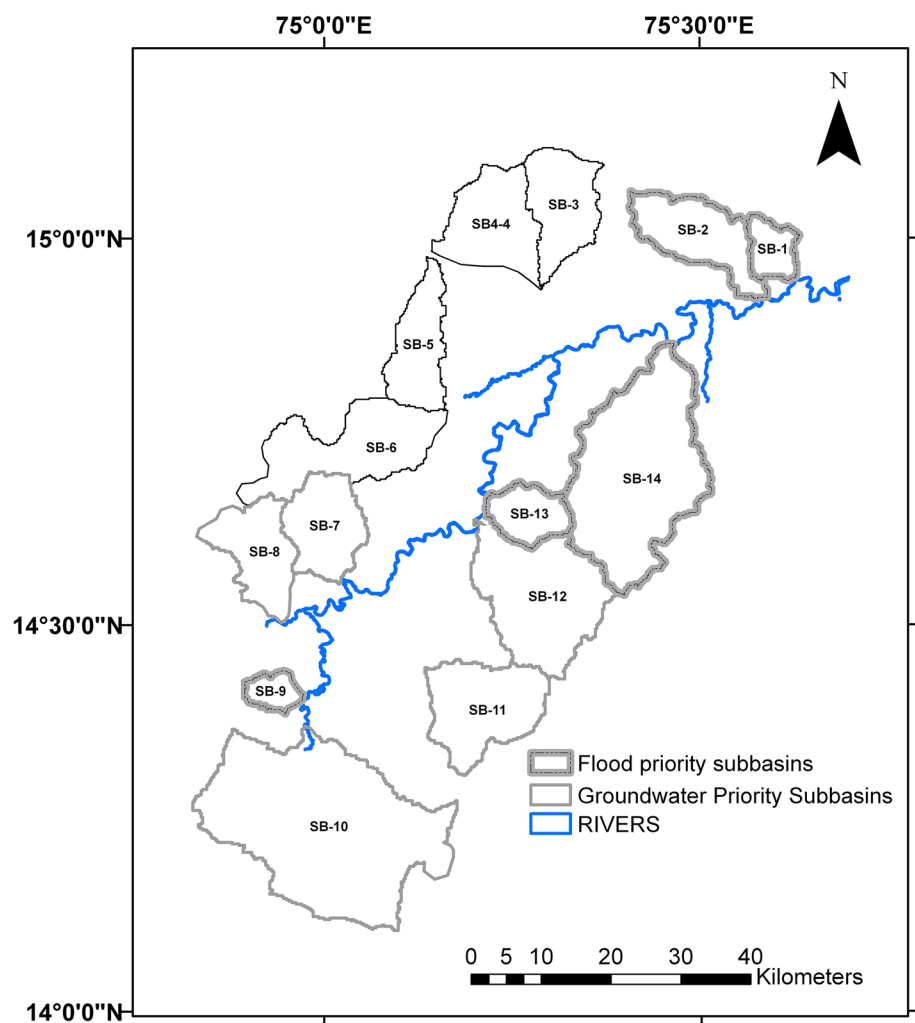 75°0'0"E 75°30'0"E
N
SB-3
SB4-4
SB-2
15°0'0"N
SB-1
SB-5
SB-6
SB-14
SB-13
SB-7
SB-8
SB-12
14°30'0"N
SB-9
SB-11
Flood priority subbasins
Groundwater Priority Subbasins
RIVERS
SB-10
0 5 10 20 30 40
Kilometers
14°0'0"N